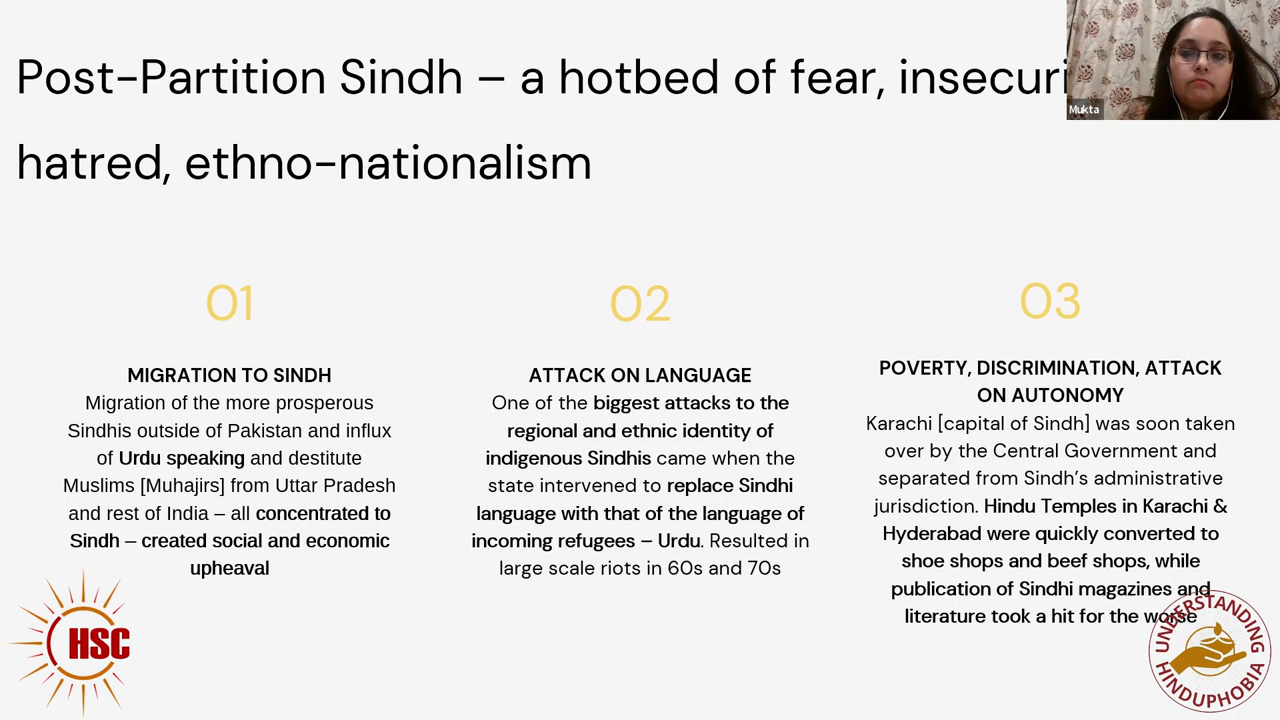 Post-Partition Sindh – a hotbed of fear,
hatred, ethno-nationalism
Mukta
01
MIGRATION TO SINDH
Migration of the more prosperous
Sindhis outside of Pakistan and influx
of Urdu speaking and destitute
Muslims [Muhajirs] from Uttar Pradesh
and rest of India – all concentrated to
Sindh – created social and economic
upheaval
02
ATTACK ON LANGUAGE
One of the biggest attacks to the
regional and ethnic identity of
indigenous Sindhis came when the
state intervened to replace Sindhi
language with that of the language of
incoming refugees – Urdu. Resulted in
large scale riots in 60s and 70s
03
POVERTY, DISCRIMINATION, ATTACK
ON AUTONOMY
Karachi [capital of Sindh] was soon taken
over by the Central Government and
separated from Sindh's administrative
jurisdiction. Hindu Temples in Karachi &
Hyderabad were quickly converted to
shoe shops and beef shops, while
publication of Sindhi magazines and
literature took a hit for the worse
HSC
UNDERSTANDING
HINDUPHOBIA